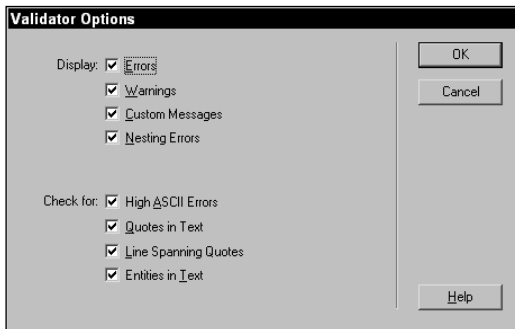 Validator Options
Display: Errors
Warnings
Custom Messages
Nesting Errors
Check for: High ASCII Errors
Quotes in Text
Line Spanning Quotes
Entities in Text
OK
Cancel
Help